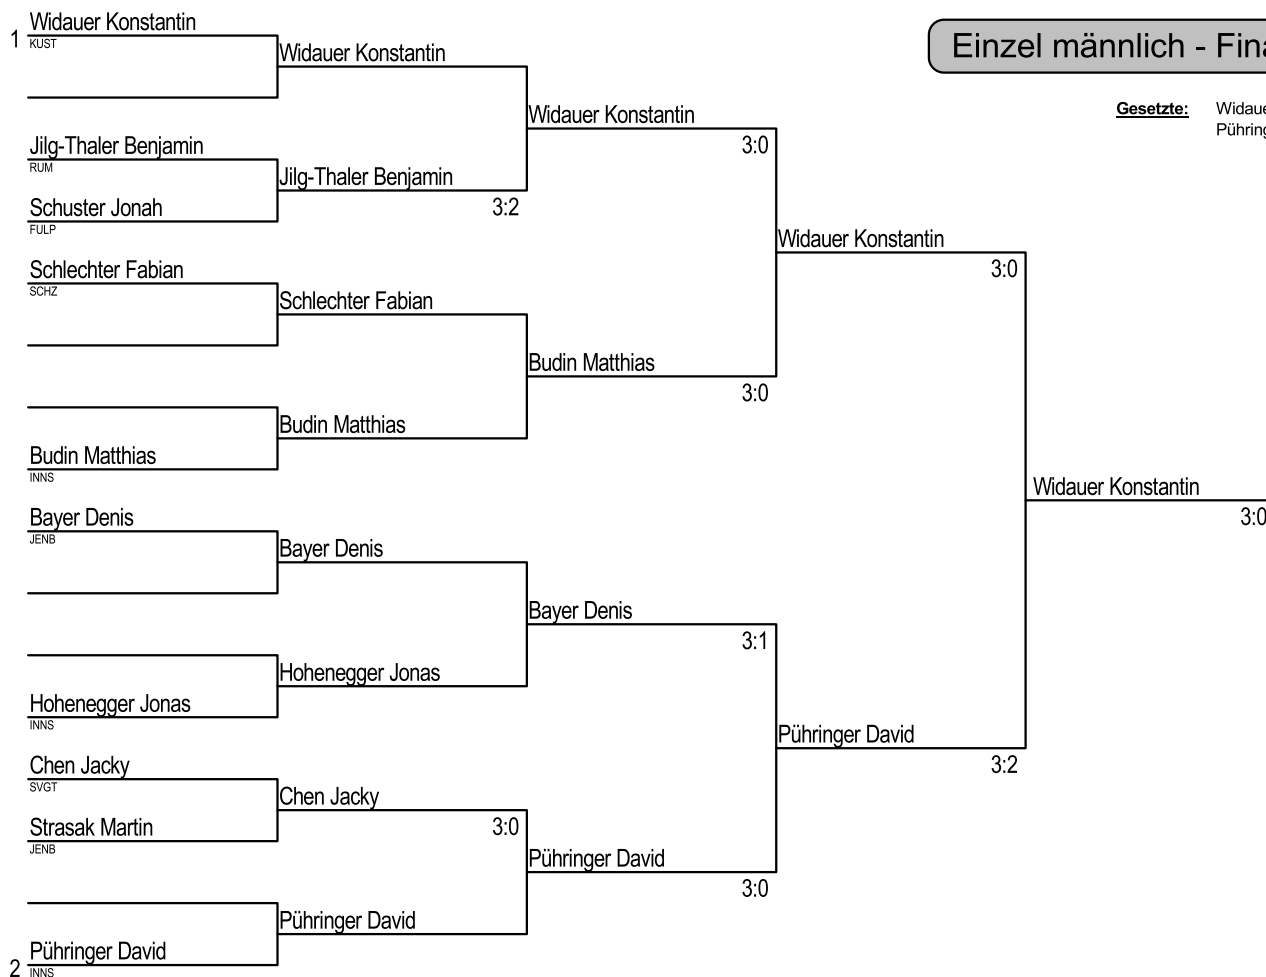 Widauer Konstantin
1
KUST
Widauer Konstantin
Einzel männlich - Fina
Gesetzte: Widaue
Pühring
Widauer Konstantin
3:0
Jilg-Thaler Benjamin
RUM
Jilg-Thaler Benjamin
3:2
Schuster Jonah
FULP
Widauer Konstantin
3:0
Schlechter Fabian
SCHZ
Schlechter Fabian
Budin Matthias
3:0
Budin Matthias
Budin Matthias
INNS
Widauer Konstantin
3:0
Bayer Denis
JENB
Bayer Denis
Bayer Denis
3:1
Hohenegger Jonas
Hohenegger Jonas
INNS
Pühringer David
3:2
Chen Jacky
SVGT
Chen Jacky
3:0
Strasak Martin
JENB
Pühringer David
3:0
Pühringer David
Pühringer David
2
INNS